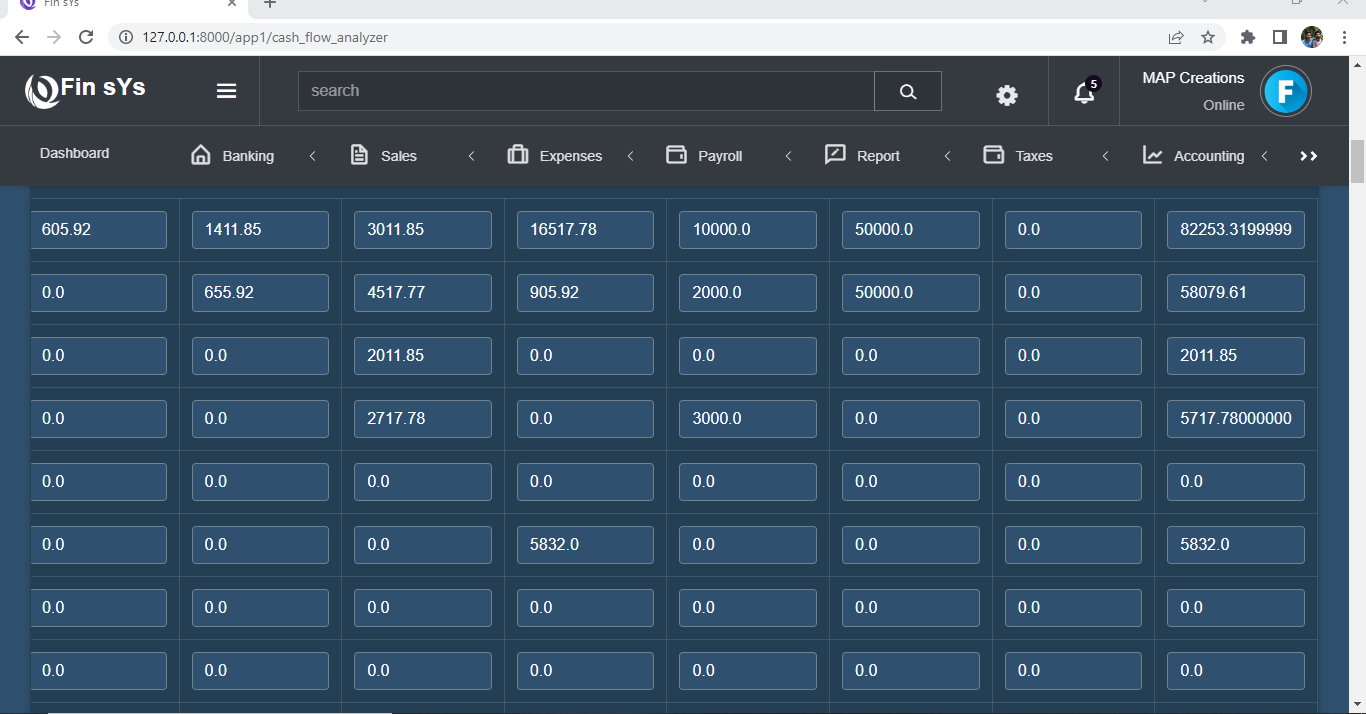 Fin sYs
127.0.0.1:8000/app1/cash_flow_analyzer
Fin sYs
search
5
MAP Creations
Online
F
Dashboard Banking Sales Expenses Payroll Report Taxes Accounting
605.92 1411.85 3011.85 16517.78 10000.0 50000.0 0.0 82253.3199999
0.0 655.92 4517.77 905.92 2000.0 50000.0 0.0 58079.61
0.0 0.0 2011.85 0.0 0.0 0.0 0.0 2011.85
0.0 0.0 2717.78 0.0 3000.0 0.0 0.0 5717.78000000
0.0 0.0 0.0 0.0 0.0 0.0 0.0 0.0
0.0 0.0 0.0 5832.0 0.0 0.0 0.0 5832.0
0.0 0.0 0.0 0.0 0.0 0.0 0.0 0.0
0.0 0.0 0.0 0.0 0.0 0.0 0.0 0.0